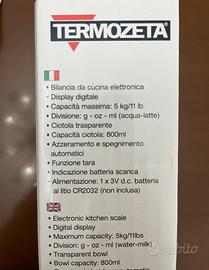 TERMOZETA
• Bilancia da cucina elettronica
• Display digitale
• Capacità massima: 5 kg/11 lb
• Divisione: g - oz - ml (acqua-latte)
• Ciotola trasparente
• Capacità ciotola: 800ml
• Azzeramento e spegnimento
automatici
• Funzione tara
• Indicazione batteria scarica
• Alimentazione: 1 x 3V d.c. batteria
al litio CR2032 (non inclusa)
• Electronic kitchen scale
• Digital display
• Maximum capacity: 5kg/11lbs
• Division: g - oz - ml (water-milk)
• Transparent bowl
• Bowl capacity: 800ml
subito